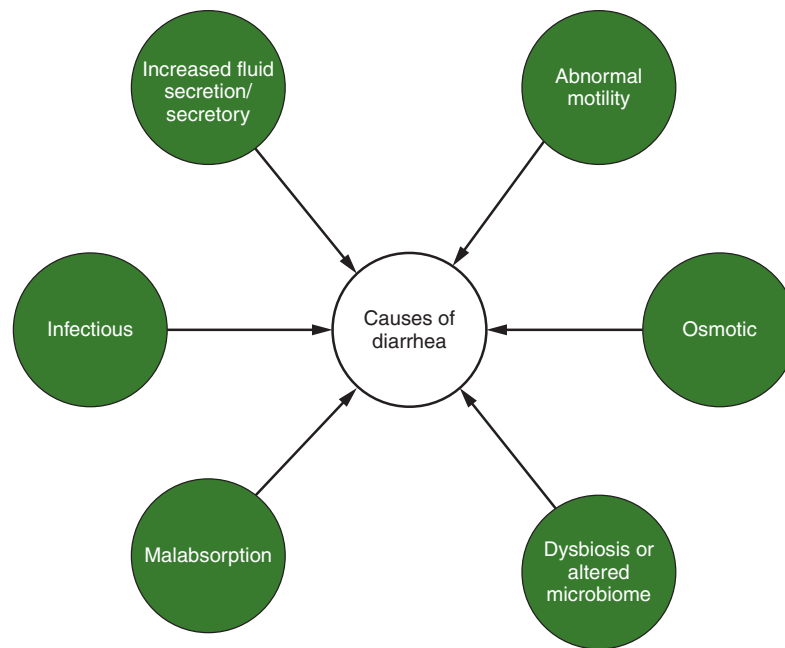 Increased fluid
secretion/
secretory
Abnormal
motility
Infectious
Causes of
diarrhea
Osmotic
Malabsorption
Dysbiosis or
altered
microbiome